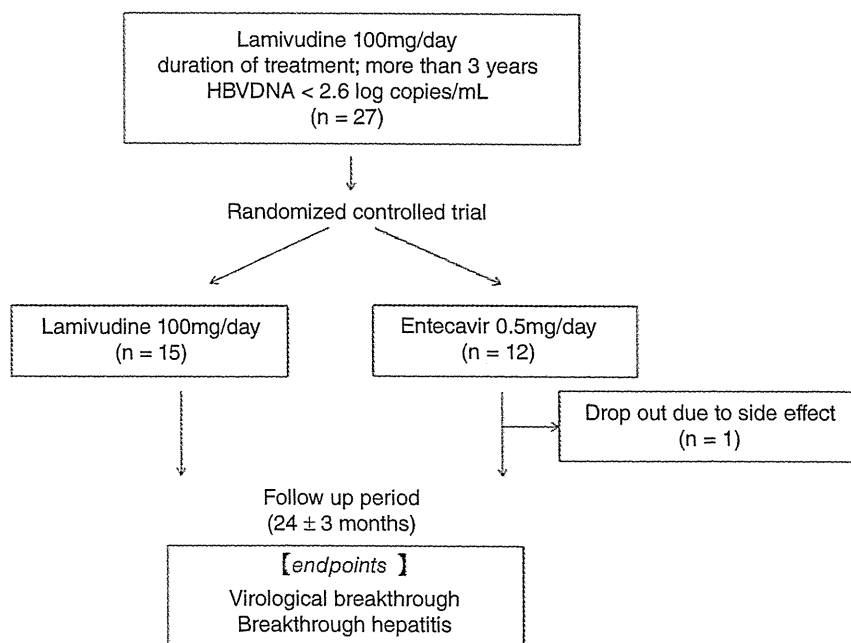 Lamivudine 100mg/day
duration of treatment; more than 3 years
HBVDNA < 2.6 log copies/mL
(n = 27)
Randomized controlled trial
Lamivudine 100mg/day
(n = 15)
Entecavir 0.5mg/day
(n = 12)
Drop out due to side effect
(n = 1)
Follow up period
(24 ± 3 months)
【endpoints 】
Virological breakthrough
Breakthrough hepatitis